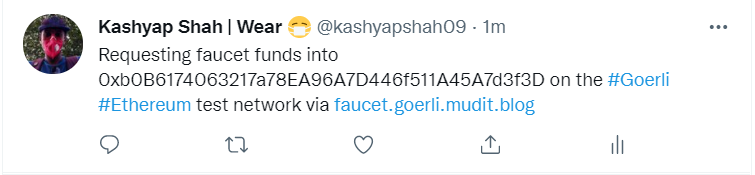 Kashyap Shah | Wear 😷 @kashyapshah09 · 1m
Requesting faucet funds into
0xb0B6174063217a78EA96A7D446f511A45A7d3f3D on the #Goerli
#Ethereum test network via faucet.goerli.mudit.blog